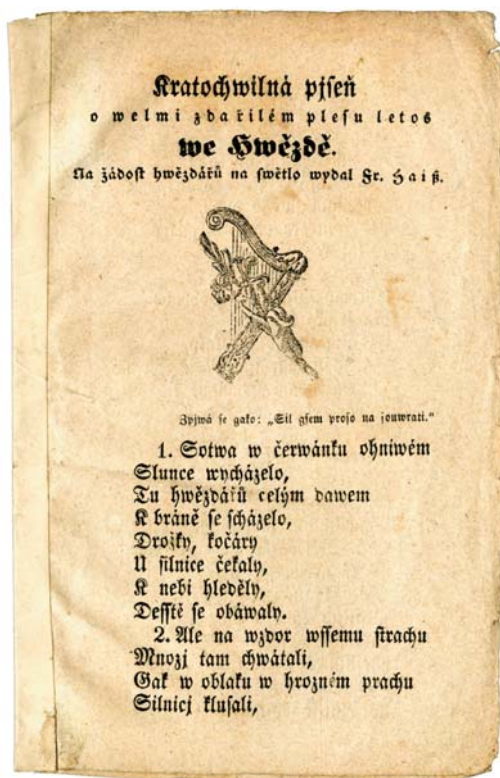 Kratochwilná pjseň
o welmi zdařilém plesu letos
we Hwězdě.
Na žádost hwězdářů na swětlo wydal Fr. Haiß.
Zpjwá se gako: „Sil gsem proso na souwrati.“
1. Sotwa w čerwánku ohniwém
Slunce wycházelo,
Tu hwězdářů celým dawem
K bráně se scházelo,
Drožky, kočáry
U silnice čekaly,
K nebi hleděly,
Desstě se obáwaly.
2. Ale na wzdor wssemu strachu
Mnozj tam chwátali,
Gak w oblaku w hrozném prachu
Silnicj klusali,